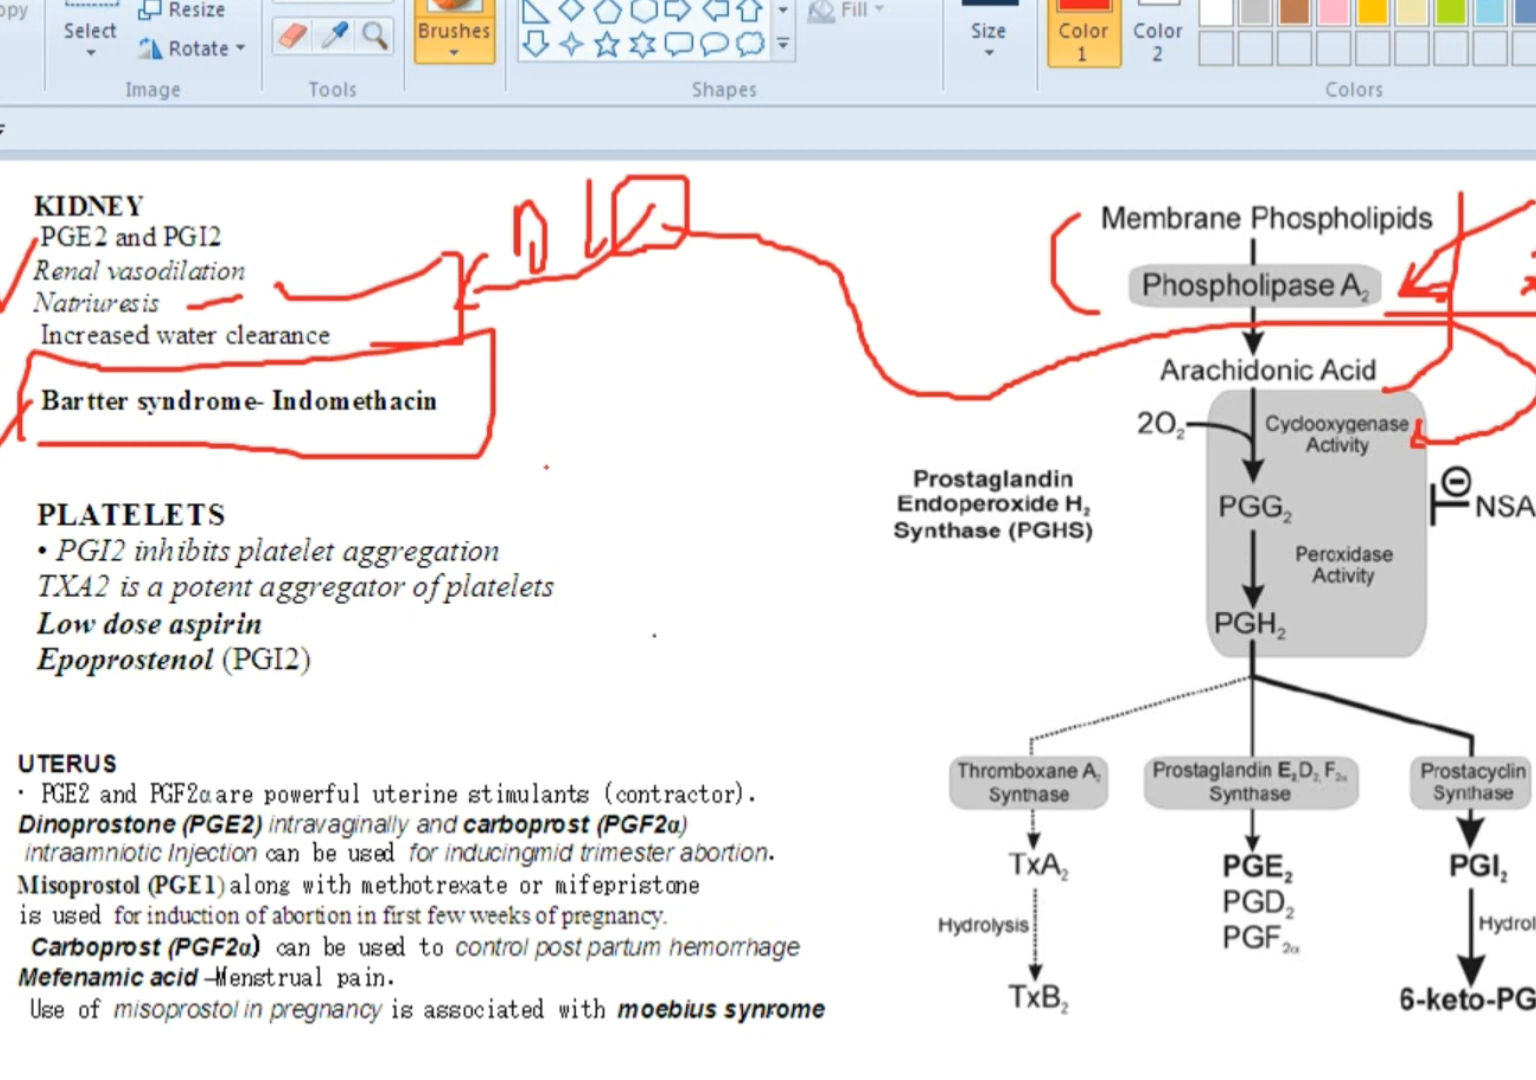 opy
Select
Resize
Rotate
Image
Tools
Brushes
Shapes
Fill
Size
Color 1
Color 2
Colors
KIDNEY
PGE2 and PGI2
Renal vasodilation
Natriuresis
Increased water clearance
Bartter syndrome- Indomethacin
PLATELETS
• PGI2 inhibits platelet aggregation
TXA2 is a potent aggregator of platelets
Low dose aspirin
Epoprostenol (PGI2)
UTERUS
· PGE2 and PGF2α are powerful uterine stimulants (contractor).
Dinoprostone (PGE2) intravaginally and carboprost (PGF2α)
intraamniotic Injection can be used for inducingmid trimester abortion.
Misoprostol (PGE1) along with methotrexate or mifepristone
is used for induction of abortion in first few weeks of pregnancy.
Carboprost (PGF2α) can be used to control post partum hemorrhage
Mefenamic acid –Menstrual pain.
Use of misoprostol in pregnancy is associated with moebius synrome
Membrane Phospholipids
Phospholipase A₂
Arachidonic Acid
2O₂
Cyclooxygenase
Activity
Prostaglandin
Endoperoxide H₂
Synthase (PGHS)
PGG₂
NSA
Peroxidase
Activity
PGH₂
Thromboxane A₂
Synthase
Prostaglandin E₂D₂ F₂α
Synthase
Prostacyclin
Synthase
TxA₂
PGE₂
PGD₂
PGF₂α
PGI₂
Hydrolysis
Hydrol
TxB₂
6-keto-PG